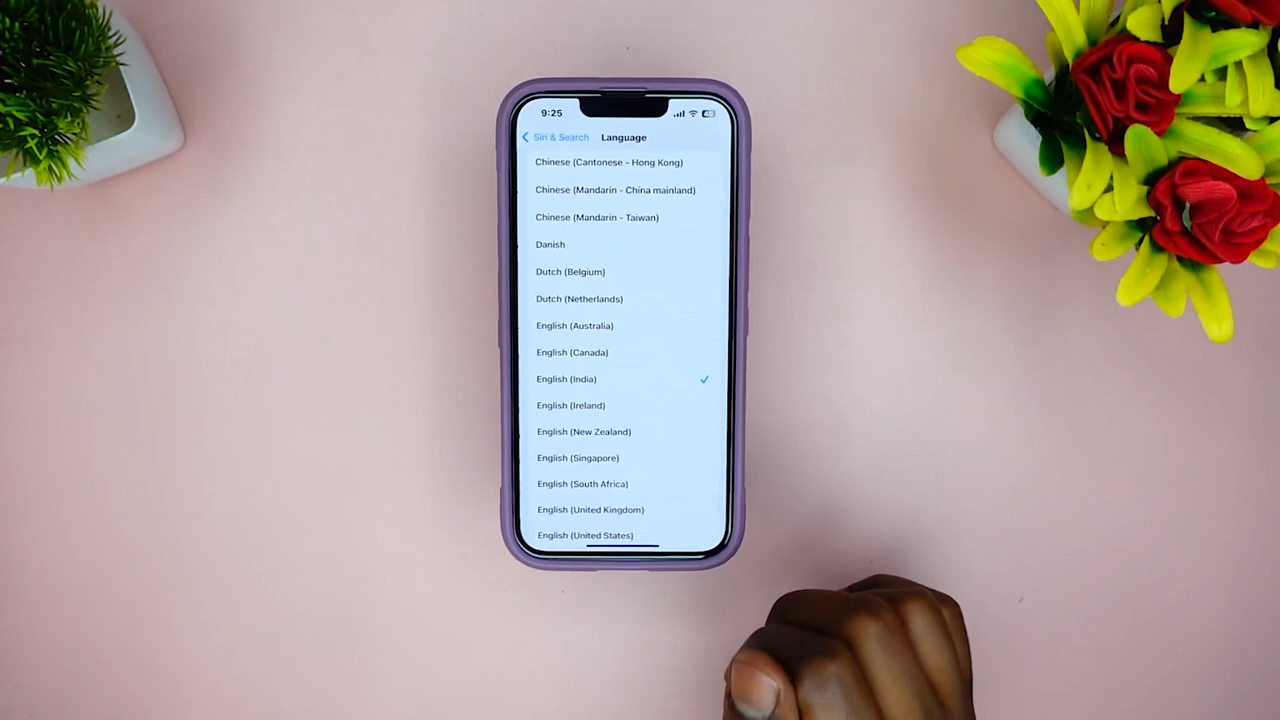 9:25
Siri & Search Language
Chinese (Cantonese - Hong Kong)
Chinese (Mandarin - China mainland)
Chinese (Mandarin - Taiwan)
Danish
Dutch (Belgium)
Dutch (Netherlands)
English (Australia)
English (Canada)
English (India)
English (Ireland)
English (New Zealand)
English (Singapore)
English (South Africa)
English (United Kingdom)
English (United States)